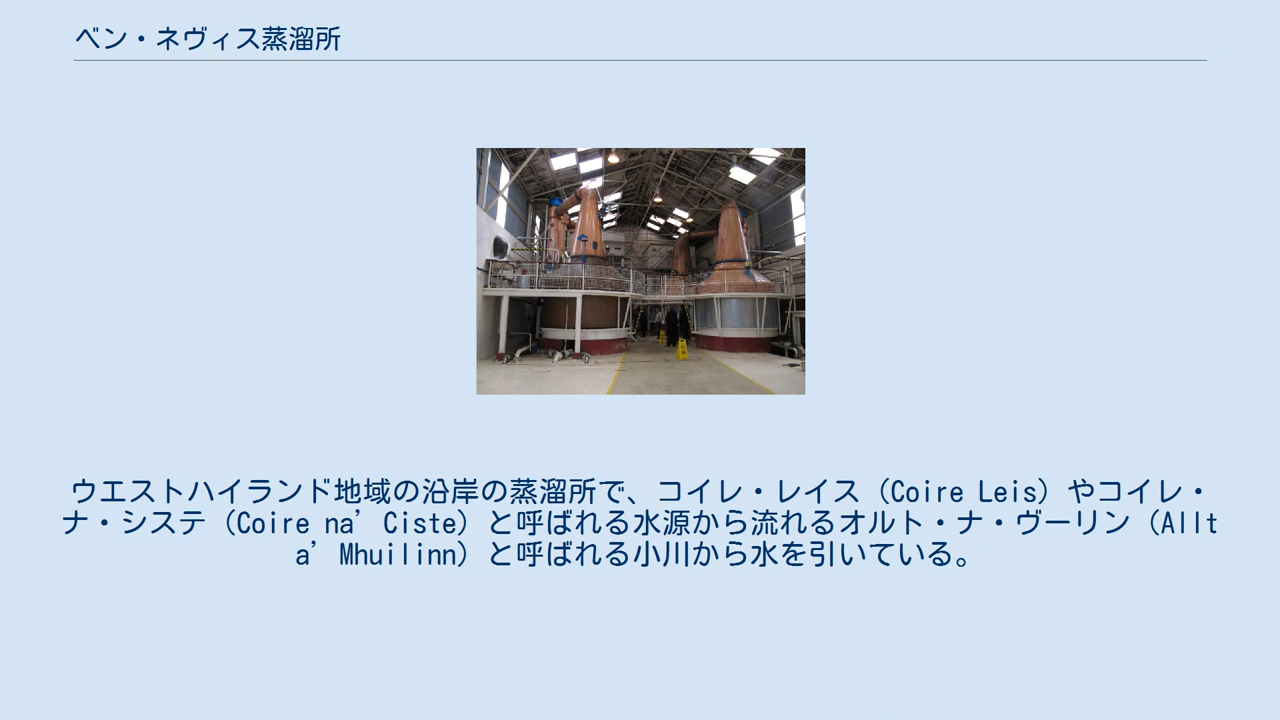 ベン・ネヴィス蒸溜所
ウエストハイランド地域の沿岸の蒸溜所で、コイレ・レイス（Coire Leis）やコイレ・
ナ・システ（Coire na’ Ciste）と呼ばれる水源から流れるオルト・ナ・ヴーリン（Allt
a’ Mhuilinn）と呼ばれる小川から水を引いている。